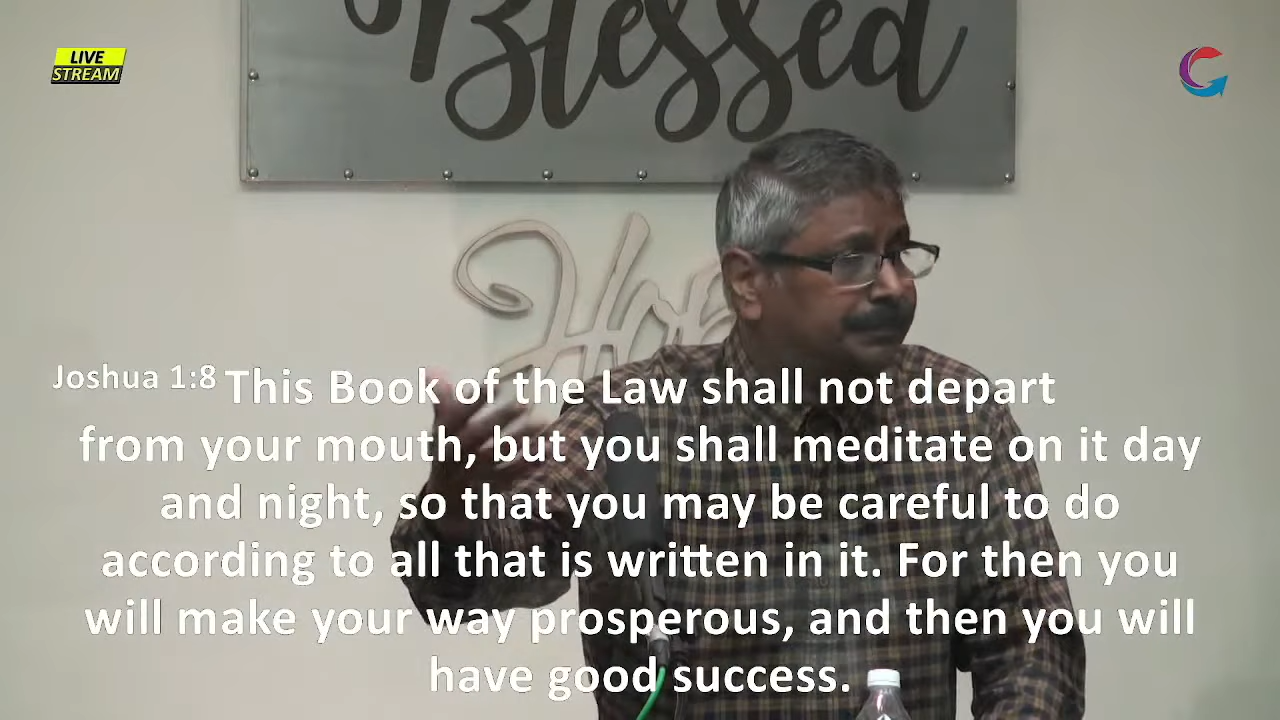 Blessed
LIVE
STREAM
Hope
Joshua 1:8 This Book of the Law shall not depart
from your mouth, but you shall meditate on it day
and night, so that you may be careful to do
according to all that is written in it. For then you
will make your way prosperous, and then you will
have good success.